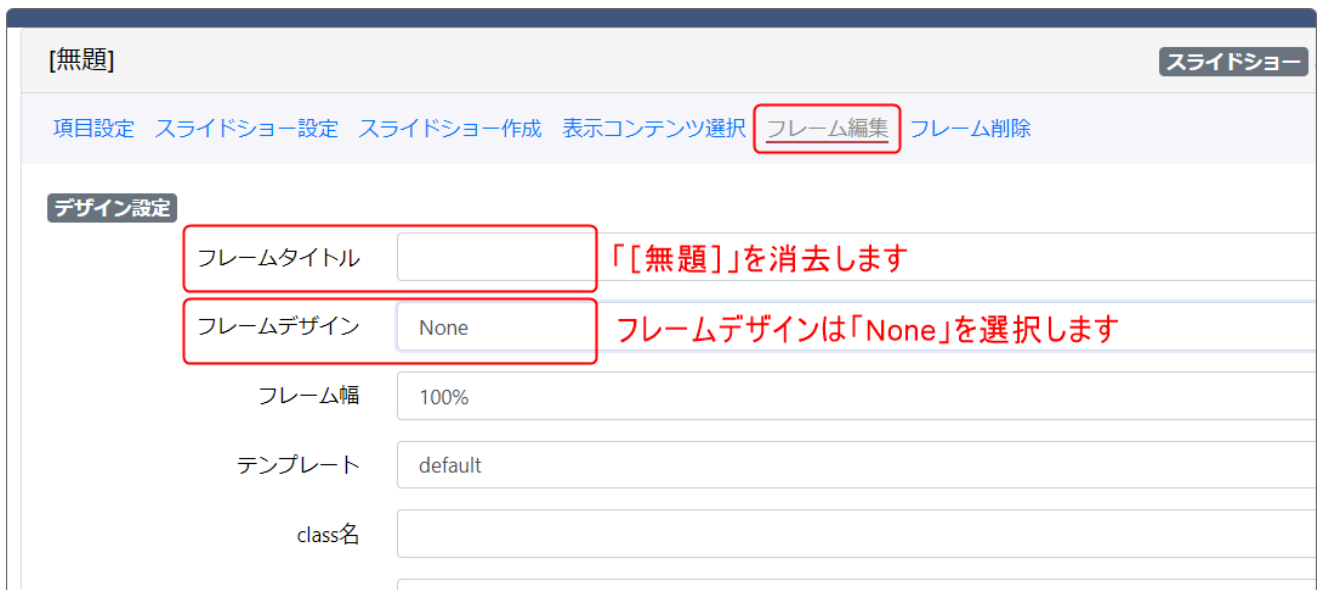 [無題] スライドショー
項目設定 スライドショー設定 スライドショー作成 表示コンテンツ選択 フレーム編集 フレーム削除
デザイン設定
フレームタイトル 「[無題]」を消去します
フレームデザイン None フレームデザインは「None」を選択します
フレーム幅 100%
テンプレート default
class名